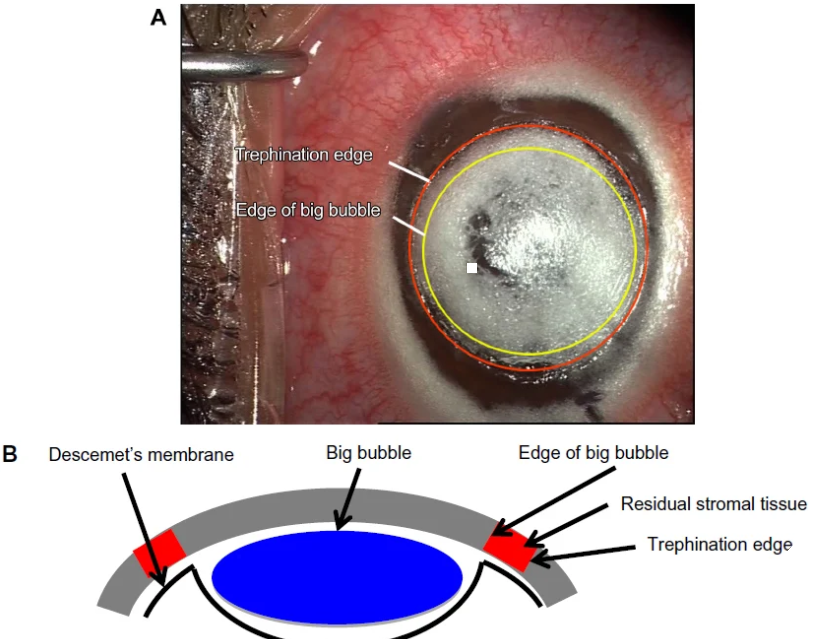 A
Trephination edge
Edge of big bubble
B
Descemet's membrane
Big bubble
Edge of big bubble
Residual stromal tissue
Trephination edge